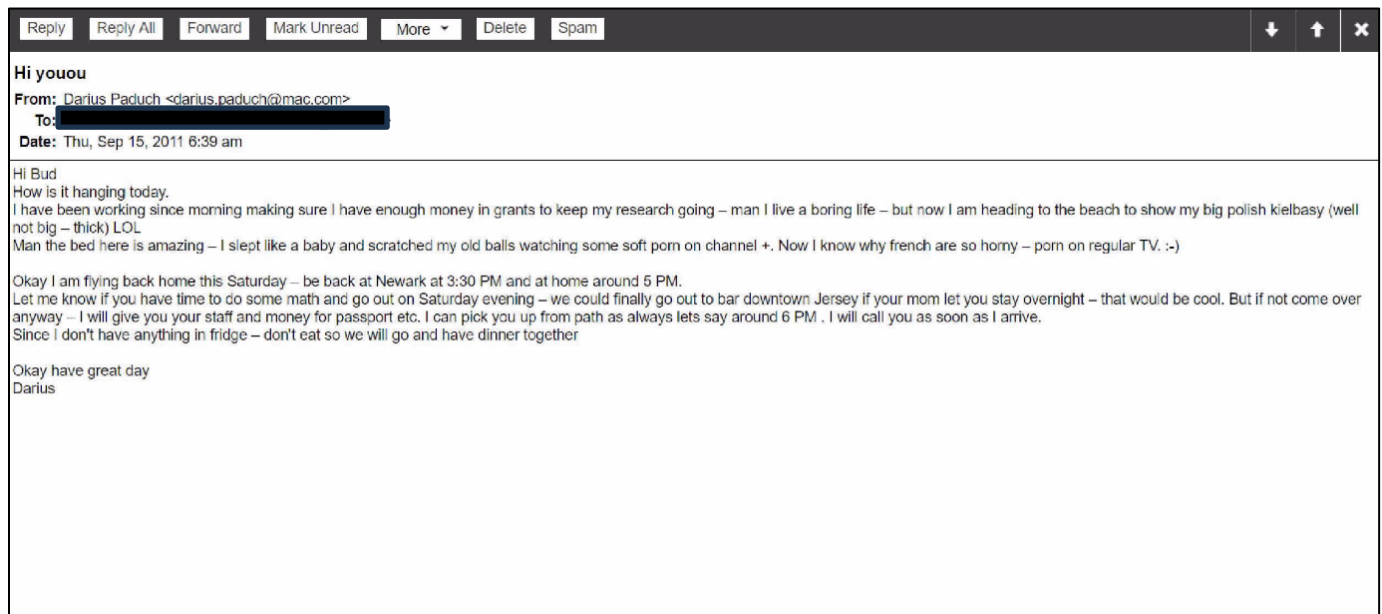 Reply Reply All Forward Mark Unread More Delete Spam
Hi youou
From: Darius Paduch <darius.paduch@mac.com>
To:
Date: Thu, Sep 15, 2011 6:39 am
Hi Bud
How is it hanging today.
I have been working since morning making sure I have enough money in grants to keep my research going – man I live a boring life – but now I am heading to the beach to show my big polish kielbasy (well
not big – thick) LOL
Man the bed here is amazing – I slept like a baby and scratched my old balls watching some soft porn on channel +. Now I know why french are so horny – porn on regular TV. :-)
Okay I am flying back home this Saturday – be back at Newark at 3:30 PM and at home around 5 PM.
Let me know if you have time to do some math and go out on Saturday evening – we could finally go out to bar downtown Jersey if your mom let you stay overnight – that would be cool. But if not come over
anyway – I will give you your staff and money for passport etc. I can pick you up from path as always lets say around 6 PM . I will call you as soon as I arrive.
Since I don't have anything in fridge – don't eat so we will go and have dinner together
Okay have great day
Darius